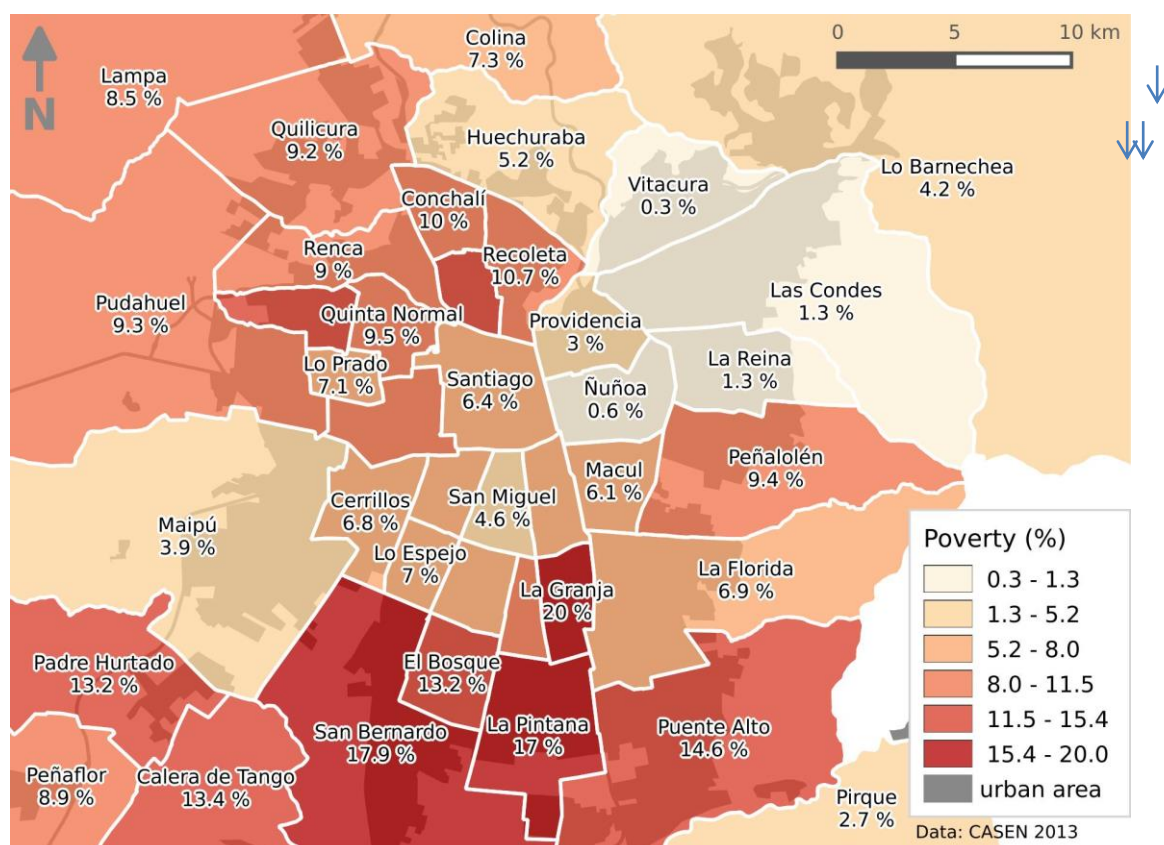 0 5 10 km
N
Colina
7.3 %
Lampa
8.5 %
Quilicura
9.2 %
Huechuraba
5.2 %
Lo Barnechea
4.2 %
Vitacura
0.3 %
Conchalí
10 %
Renca
9 %
Recoleta
10.7 %
Las Condes
1.3 %
Pudahuel
9.3 %
Quinta Normal
9.5 %
Providencia
3 %
Lo Prado
7.1 %
Santiago
6.4 %
Ñuñoa
0.6 %
La Reina
1.3 %
Macul
6.1 %
Peñalolén
9.4 %
Cerrillos
6.8 %
San Miguel
4.6 %
Maipú
3.9 %
Lo Espejo
7 %
La Florida
6.9 %
La Granja
20 %
Padre Hurtado
13.2 %
El Bosque
13.2 %
San Bernardo
17.9 %
La Pintana
17 %
Puente Alto
14.6 %
Peñaflor
8.9 %
Calera de Tango
13.4 %
Pirque
2.7 %
Poverty (%)
0.3 - 1.3
1.3 - 5.2
5.2 - 8.0
8.0 - 11.5
11.5 - 15.4
15.4 - 20.0
urban area
Data: CASEN 2013